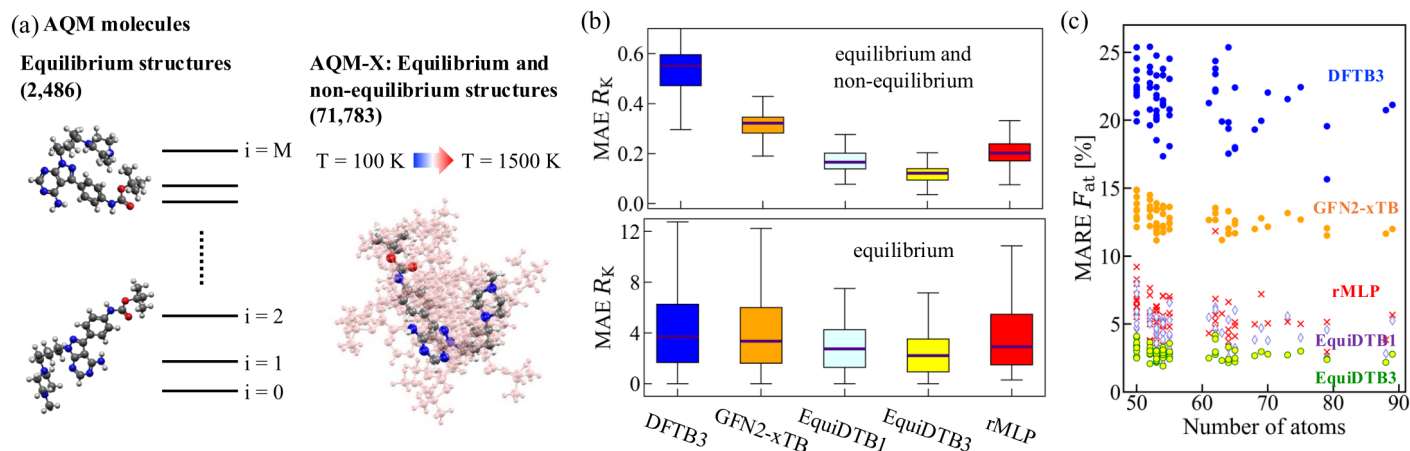 (a) AQM molecules
Equilibrium structures
(2,486)
i = M
i = 2
i = 1
i = 0
AQM-X: Equilibrium and
non-equilibrium structures
(71,783)
T = 100 K
T = 1500 K
(b)
MAE R_K
0.6
0.4
0.2
0.0
equilibrium and
non-equilibrium
MAE R_K
12
8
4
0
equilibrium
DFTB3
GFN2-xTB
EquiDTB1
EquiDTB3
rMLP
(c)
MARE F_at [%]
25
20
15
10
5
0
DFTB3
GFN2-xTB
rMLP
EquiDTB1
EquiDTB3
50 60 70 80 90
Number of atoms